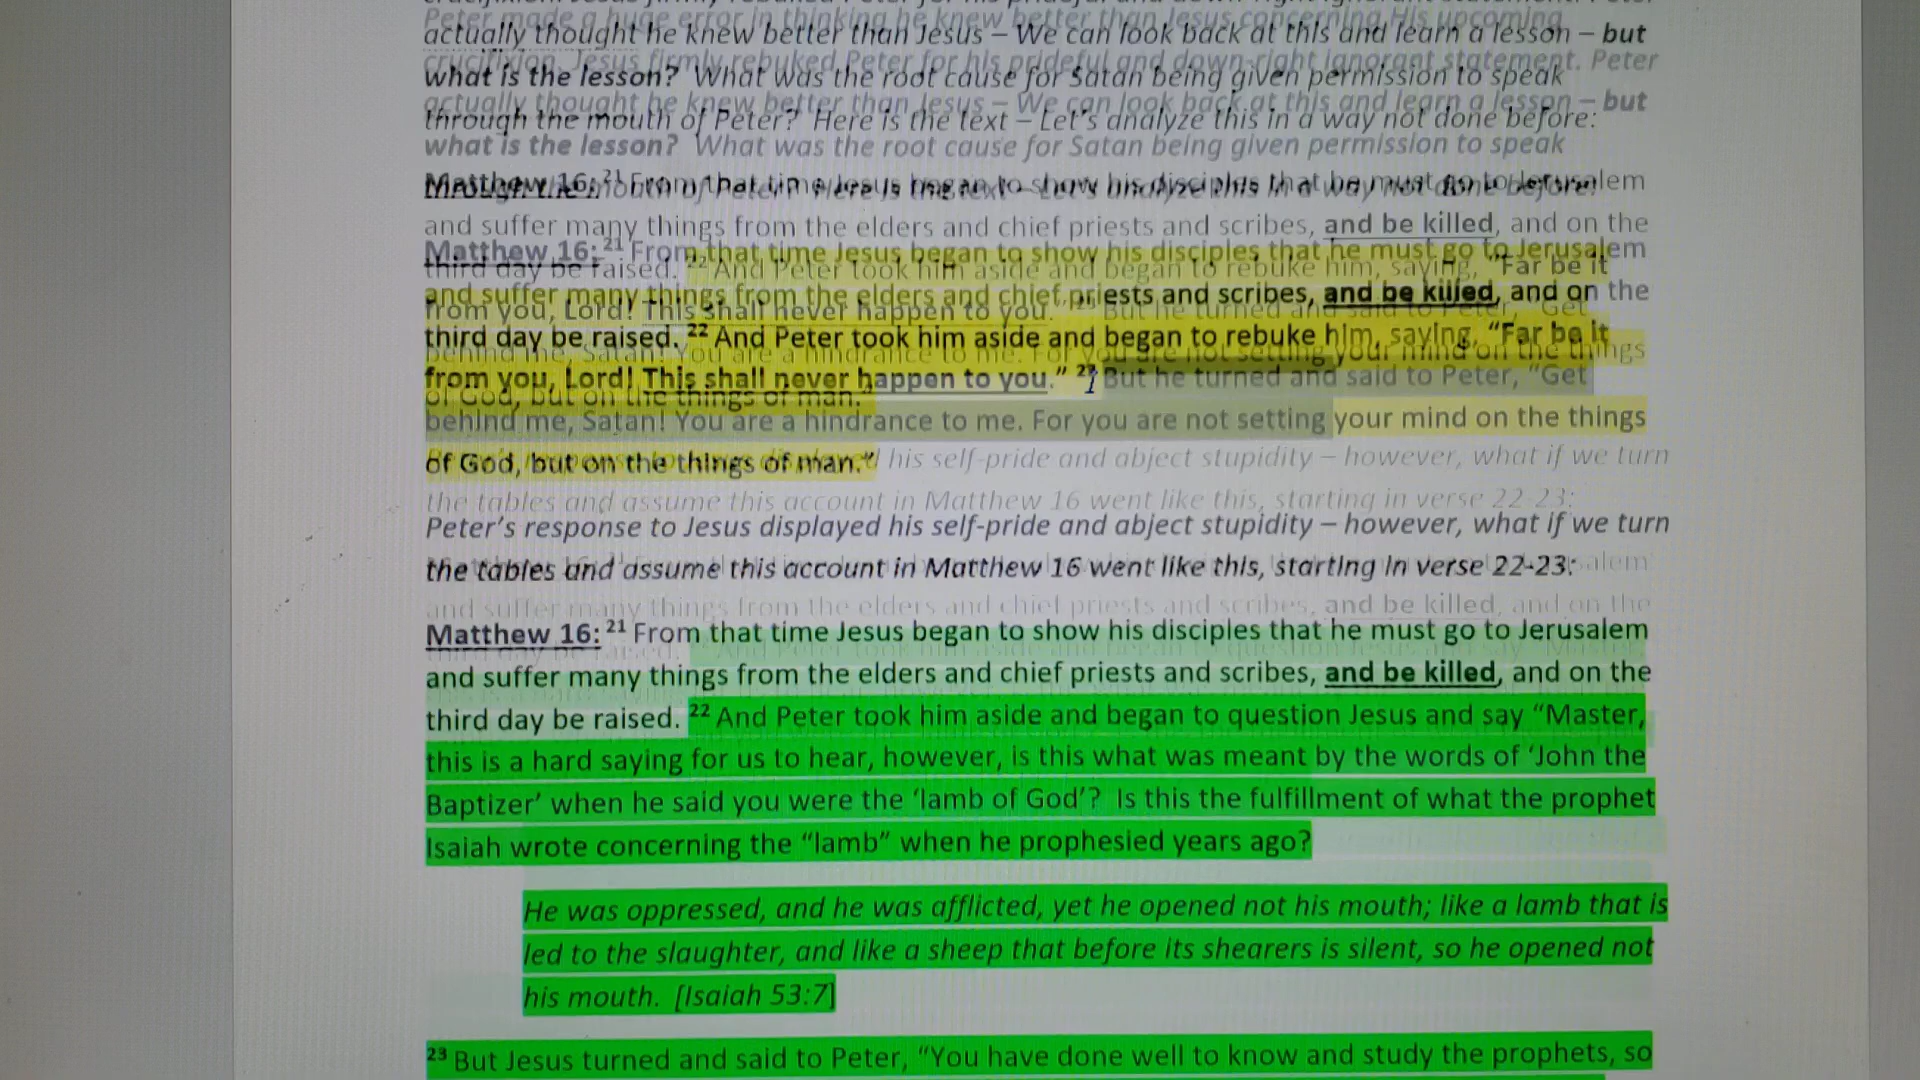 actually thought he knew better than Jesus – We can look back at this and learn a lesson – but
what is the lesson? What was the root cause for Satan being given permission to speak
through the mouth of Peter? Here is the text – Let's analyze this in a way not done before:
Matthew 16: 21 From that time Jesus began to show his disciples that he must go to Jerusalem
and suffer many things from the elders and chief priests and scribes, and be killed, and on the
third day be raised. 22 And Peter took him aside and began to rebuke him, saying, "Far be it
from you, Lord! This shall never happen to you." 23 But he turned and said to Peter, "Get
behind me, Satan! You are a hindrance to me. For you are not setting your mind on the things
of God, but on the things of man."
Peter's response to Jesus displayed his self-pride and abject stupidity – however, what if we turn
the tables and assume this account in Matthew 16 went like this, starting in verse 22-23:
Matthew 16: 21 From that time Jesus began to show his disciples that he must go to Jerusalem
and suffer many things from the elders and chief priests and scribes, and be killed, and on the
third day be raised. 22 And Peter took him aside and began to question Jesus and say "Master,
this is a hard saying for us to hear, however, is this what was meant by the words of 'John the
Baptizer' when he said you were the 'lamb of God'? Is this the fulfillment of what the prophet
Isaiah wrote concerning the "lamb" when he prophesied years ago?
He was oppressed, and he was afflicted, yet he opened not his mouth; like a lamb that is
led to the slaughter, and like a sheep that before its shearers is silent, so he opened not
his mouth. [Isaiah 53:7]
23 But Jesus turned and said to Peter, "You have done well to know and study the prophets, so